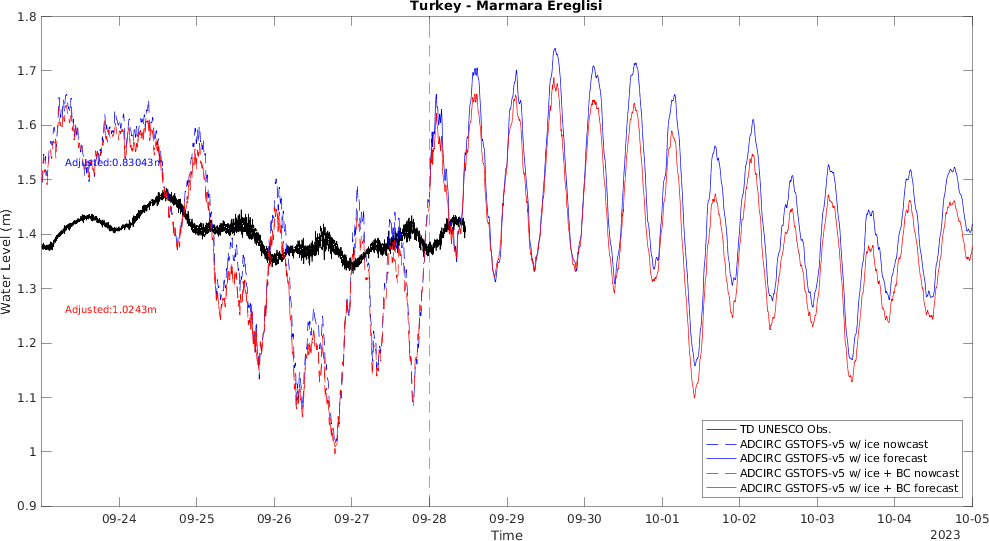 Turkey - Marmara Ereglisi
1.8
1.7
1.6
1.5
1.4
1.3
1.2
1.1
1
0.9
Water Level (m)
Adjusted:0.83043m
Adjusted:1.0243m
TD UNESCO Obs.
ADCIRC GSTOFS-v5 w/ ice nowcast
ADCIRC GSTOFS-v5 w/ ice forecast
ADCIRC GSTOFS-v5 w/ ice + BC nowcast
ADCIRC GSTOFS-v5 w/ ice + BC forecast
09-24 09-25 09-26 09-27 09-28 09-29 09-30 10-01 10-02 10-03 10-04 10-05
Time
2023